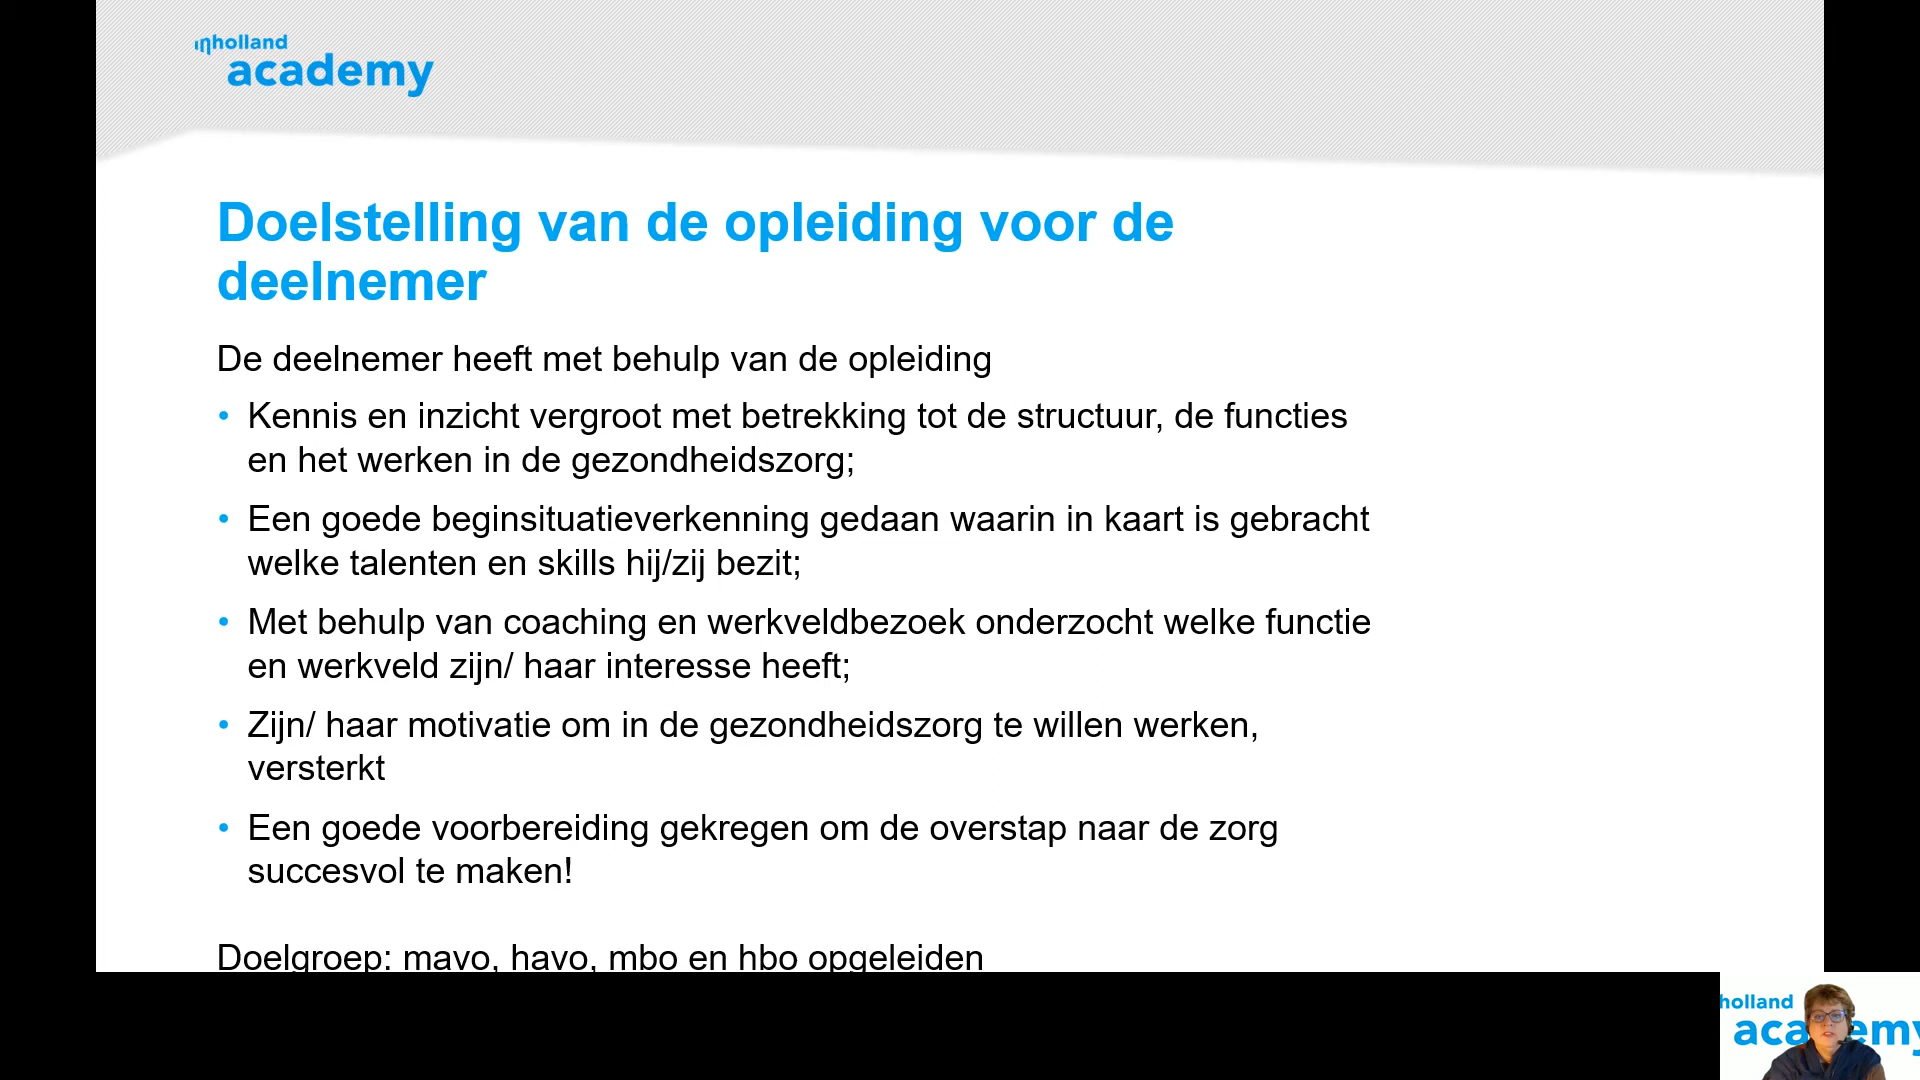 inholland
academy
Doelstelling van de opleiding voor de
deelnemer
De deelnemer heeft met behulp van de opleiding
• Kennis en inzicht vergroot met betrekking tot de structuur, de functies
en het werken in de gezondheidszorg;
• Een goede beginsituatieverkenning gedaan waarin in kaart is gebracht
welke talenten en skills hij/zij bezit;
• Met behulp van coaching en werkveldbezoek onderzocht welke functie
en werkveld zijn/ haar interesse heeft;
• Zijn/ haar motivatie om in de gezondheidszorg te willen werken,
versterkt
• Een goede voorbereiding gekregen om de overstap naar de zorg
succesvol te maken!
Doelgroep: mavo, havo, mbo en hbo opgeleiden
holland
aca emy